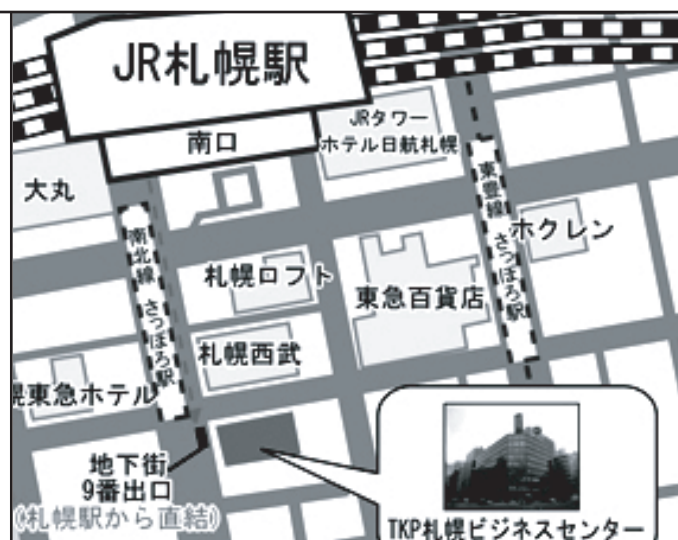 JR札幌駅
南口
JRタワー
ホテル日航札幌
大丸
南北線 さっぽろ駅
東豊線 さっぽろ駅
ホクレン
札幌ロフト
東急百貨店
札幌西武
幌東急ホテル
地下街
9番出口
(札幌駅から直結)
TKP札幌ビジネスセンター